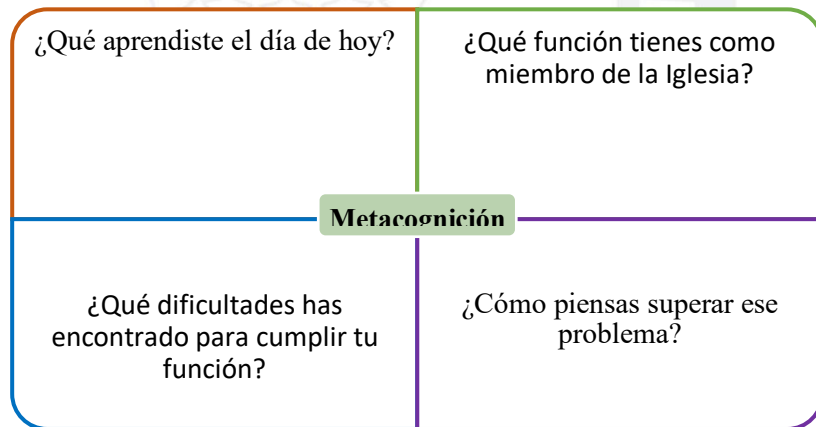 ¿Qué aprendiste el día de hoy?
¿Qué función tienes como
miembro de la Iglesia?
Metacognición
¿Qué dificultades has
encontrado para cumplir tu
función?
¿Cómo piensas superar ese
problema?